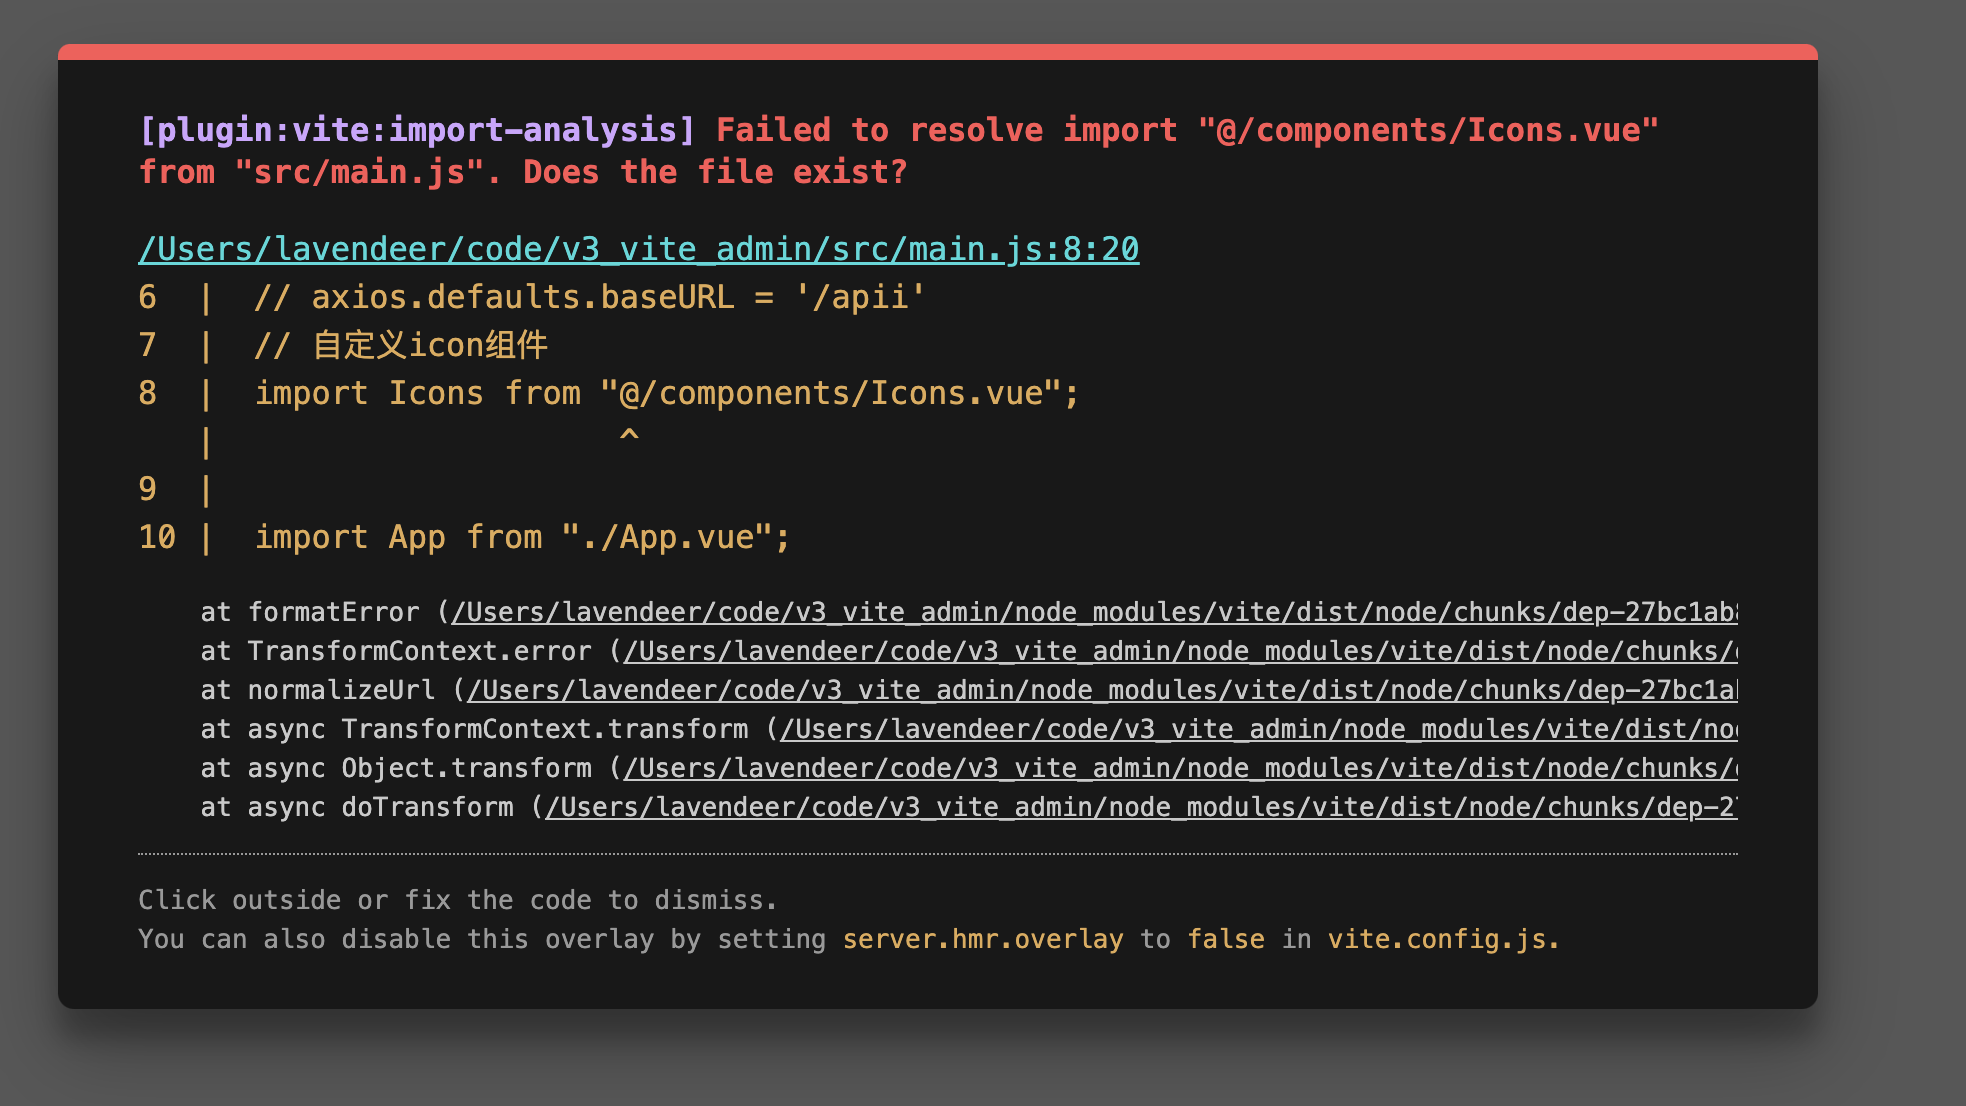 [plugin:vite:import-analysis] Failed to resolve import "@/components/Icons.vue"
from "src/main.js". Does the file exist?
/Users/lavendeer/code/v3_vite_admin/src/main.js:8:20
6  |  // axios.defaults.baseURL = '/apii'
7  |  // 自定义icon组件
8  |  import Icons from "@/components/Icons.vue";
   |                     ^
9  |
10 |  import App from "./App.vue";
at formatError (/Users/lavendeer/code/v3_vite_admin/node_modules/vite/dist/node/chunks/dep-27bc1ab
at TransformContext.error (/Users/lavendeer/code/v3_vite_admin/node_modules/vite/dist/node/chunks/
at normalizeUrl (/Users/lavendeer/code/v3_vite_admin/node_modules/vite/dist/node/chunks/dep-27bc1a
at async TransformContext.transform (/Users/lavendeer/code/v3_vite_admin/node_modules/vite/dist/no
at async Object.transform (/Users/lavendeer/code/v3_vite_admin/node_modules/vite/dist/node/chunks/
at async doTransform (/Users/lavendeer/code/v3_vite_admin/node_modules/vite/dist/node/chunks/dep-2
Click outside or fix the code to dismiss.
You can also disable this overlay by setting server.hmr.overlay to false in vite.config.js.